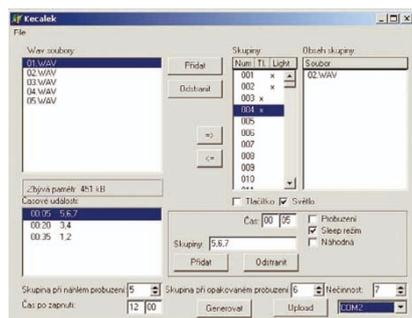 Kecalek
File
Wav soubory
Skupiny
Obsah skupiny
01.WAV
02.WAV
03.WAV
04.WAV
05.WAV
Přidat
Odstranit
=>
<=
Num Tl. Light
001 x
002 x
003 x
004 x
005
006
007
008
009
010
Soubor
02.WAV
Zbývá paměti: 451 kB
Tlačítko
Světlo
Časové události:
00:05 5,6,7
00:20 3,4
00:35 1,2
Čas: 00 05
Probuzení
Sleep režim
Náhodná
Skupiny: 5,6,7
Přidat
Odstranit
Skupina při náhlém probuzení 5
Skupina při opakovaném probuzení 6
Nečinnost: 7
Čas po zapnutí: 12 00
Generovat
Upload
COM2